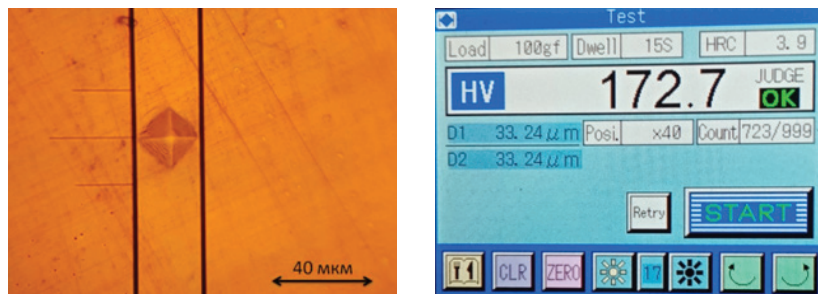 40 мкм
Test
Load 100gf Dwell 15S HRC 3.9
HV 172.7 JUDGE
OK
D1 33.24μm Posi. x40 Count 723/999
D2 33.24μm
Retry START
CLR ZERO 17